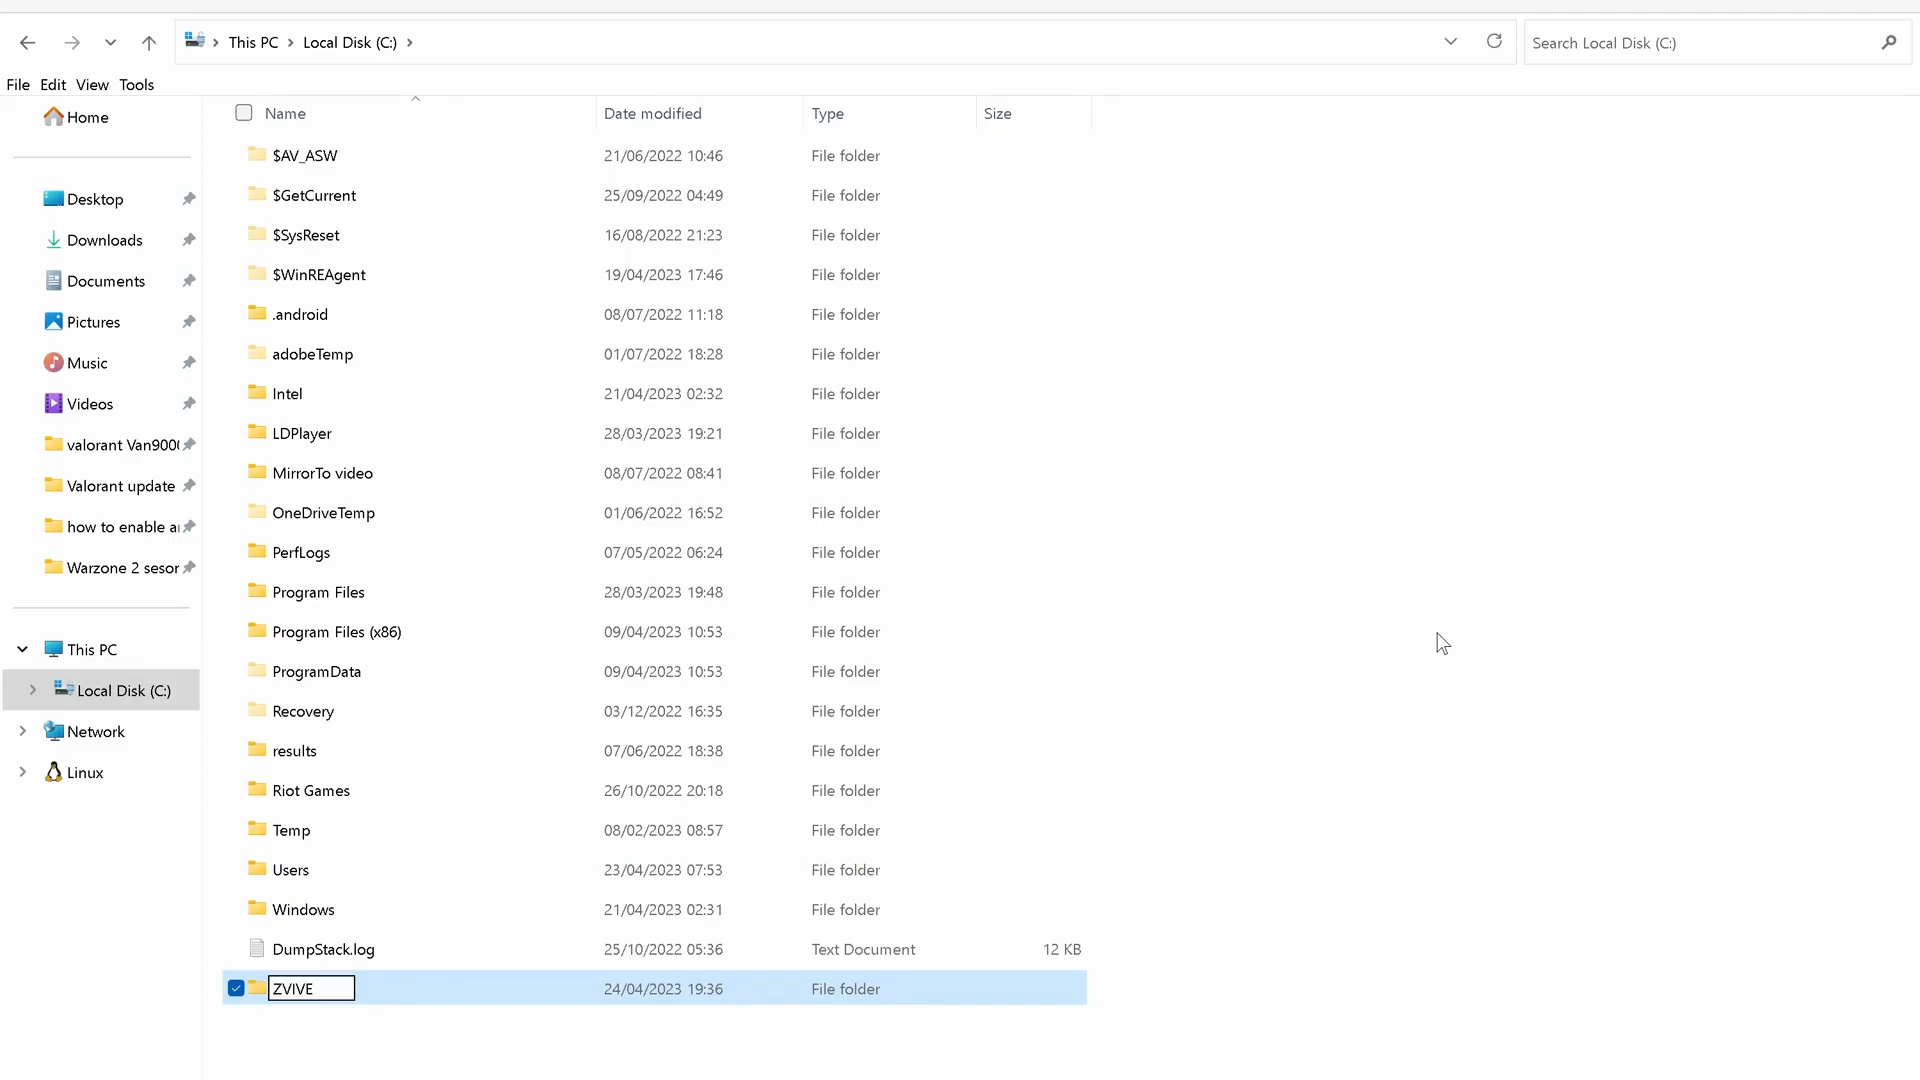 This PC
Local Disk (C:)
Search Local Disk (C:)
File Edit View Tools
Home
Desktop
Downloads
Documents
Pictures
Music
Videos
valorant Van900
Valorant update
how to enable a
Warzone 2 sesor
This PC
Local Disk (C:)
Network
Linux
Name Date modified Type Size
$AV_ASW 21/06/2022 10:46 File folder
$GetCurrent 25/09/2022 04:49 File folder
$SysReset 16/08/2022 21:23 File folder
$WinREAgent 19/04/2023 17:46 File folder
.android 08/07/2022 11:18 File folder
adobeTemp 01/07/2022 18:28 File folder
Intel 21/04/2023 02:32 File folder
LDPlayer 28/03/2023 19:21 File folder
MirrorTo video 08/07/2022 08:41 File folder
OneDriveTemp 01/06/2022 16:52 File folder
PerfLogs 07/05/2022 06:24 File folder
Program Files 28/03/2023 19:48 File folder
Program Files (x86) 09/04/2023 10:53 File folder
ProgramData 09/04/2023 10:53 File folder
Recovery 03/12/2022 16:35 File folder
results 07/06/2022 18:38 File folder
Riot Games 26/10/2022 20:18 File folder
Temp 08/02/2023 08:57 File folder
Users 23/04/2023 07:53 File folder
Windows 21/04/2023 02:31 File folder
DumpStack.log 25/10/2022 05:36 Text Document 12 KB
ZVIVE 24/04/2023 19:36 File folder